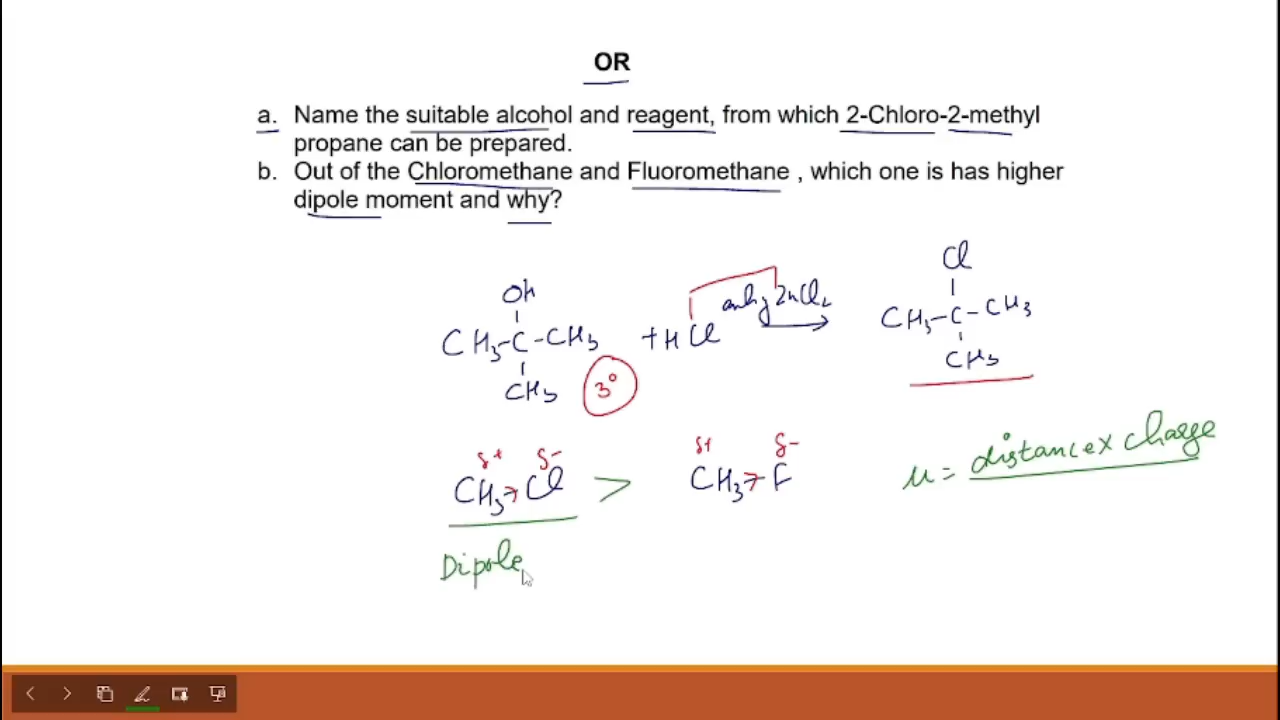 OR
a. Name the suitable alcohol and reagent, from which 2-Chloro-2-methyl
propane can be prepared.
b. Out of the Chloromethane and Fluoromethane , which one is has higher
dipole moment and why?
OH
CH₃-C-CH₃
CH₃
3°
+ H Cl
anhy ZnCl₂
Cl
CH₃-C-CH₃
CH₃
δ+ δ-
CH₃ Cl
>
δ+ δ-
CH₃ F
μ = distance x charge
Dipole